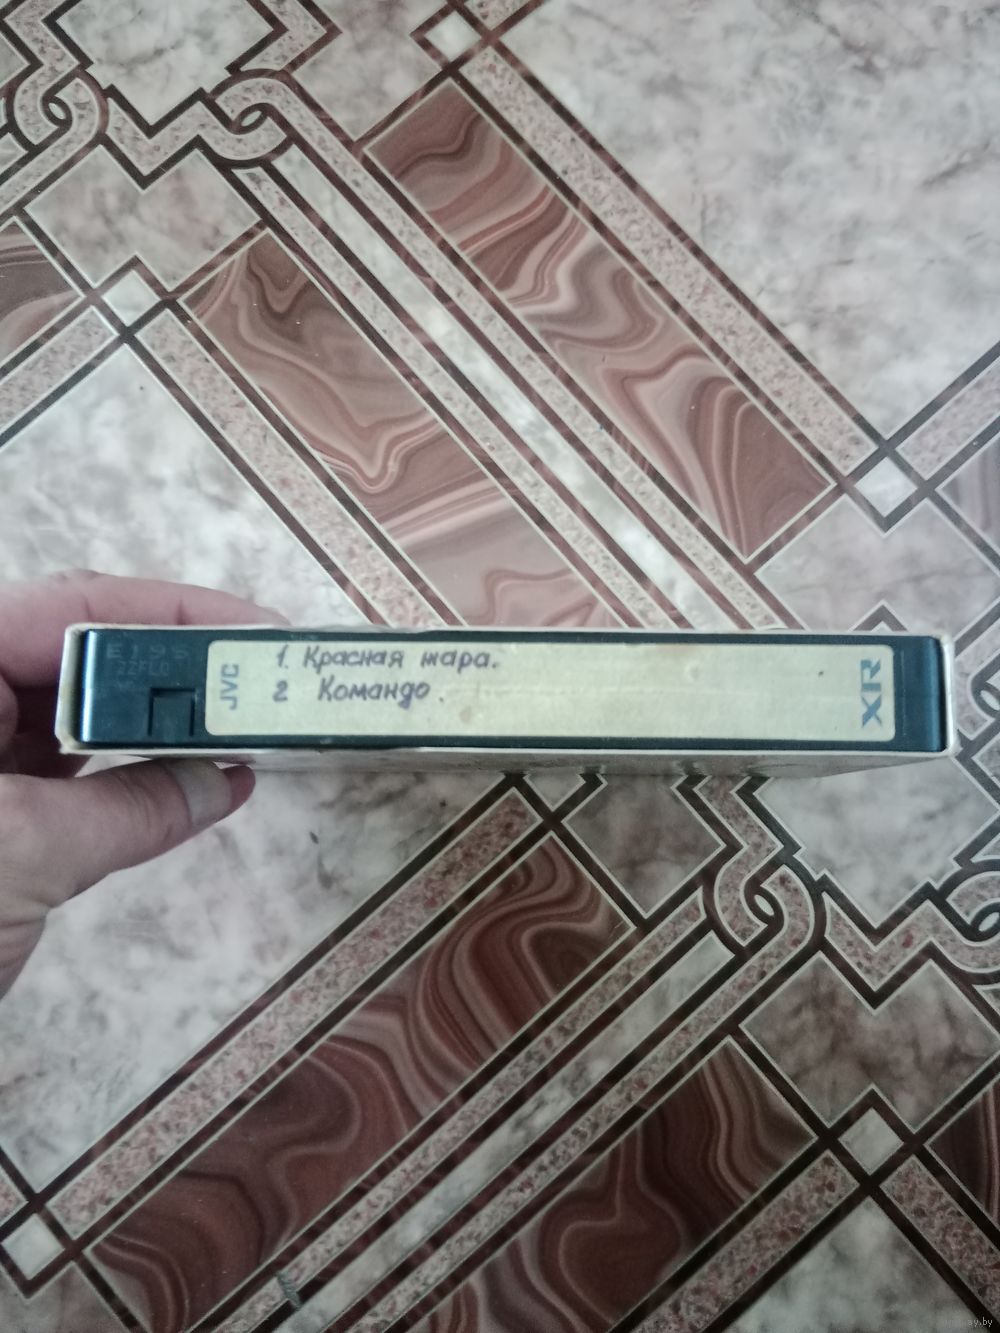 E195
JVC
1. Красная жара.
2 Командо.
XR